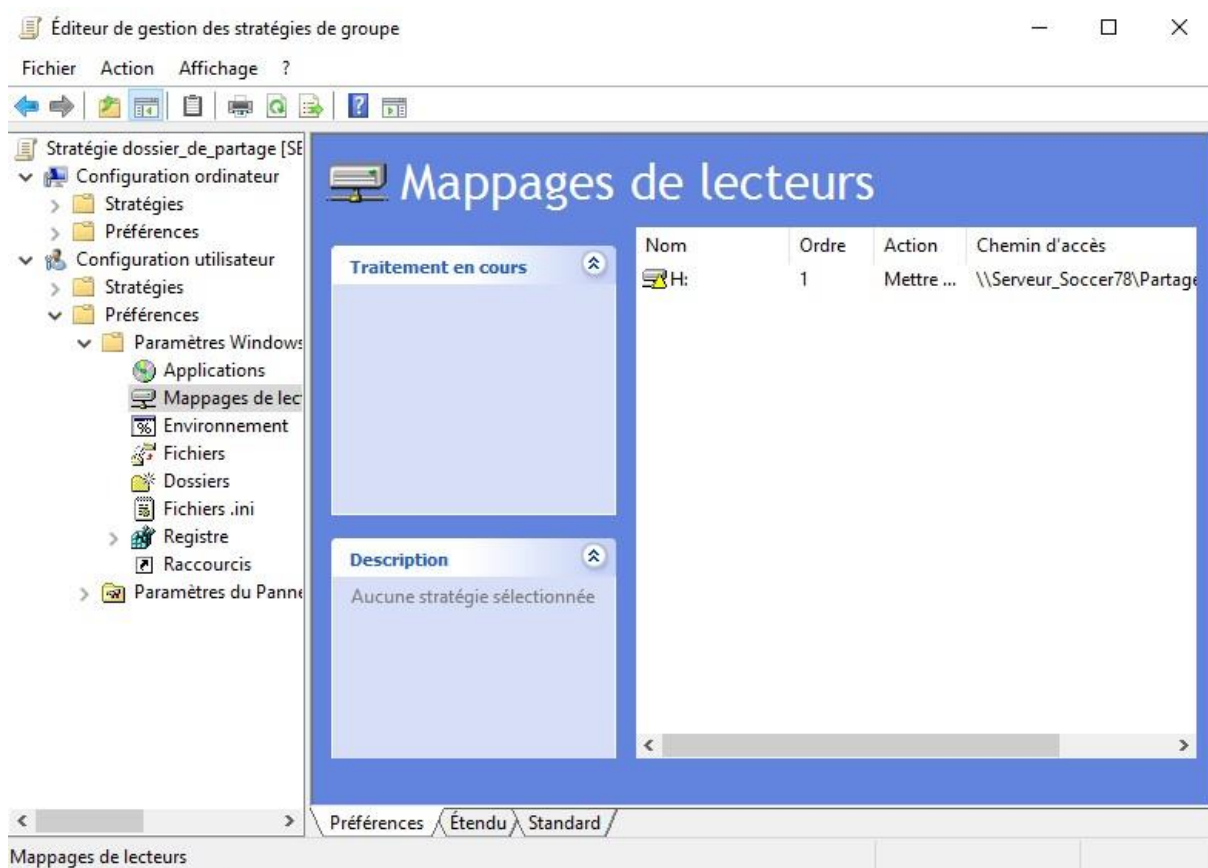 Éditeur de gestion des stratégies de groupe
Fichier Action Affichage ?
Stratégie dossier_de_partage [SE
Configuration ordinateur
Stratégies
Préférences
Configuration utilisateur
Stratégies
Préférences
Paramètres Windows
Applications
Mappages de lec
Environnement
Fichiers
Dossiers
Fichiers .ini
Registre
Raccourcis
Paramètres du Panne
Mappages de lecteurs
Traitement en cours
Description
Aucune stratégie sélectionnée
Nom Ordre Action Chemin d'accès
H: 1 Mettre ... \\Serveur_Soccer78\Partage
Préférences Étendu Standard
Mappages de lecteurs